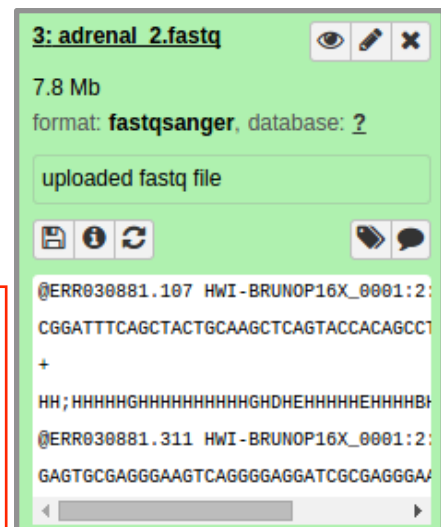 3: adrenal_2.fastq
7.8 Mb
format: fastqsanger, database: ?
uploaded fastq file
@ERR030881.107 HWI-BRUNOP16X_0001:2:
CGGATTTCAGCTACTGCAAGCTCAGTACCACAGCCT
+
HH;HHHHHGHHHHHHHHHHGHDHEHHHHHEHHHHBH
@ERR030881.311 HWI-BRUNOP16X_0001:2:
GAGTGCGAGGGAAGTCAGGGGAGGATCGCGAGGGAA